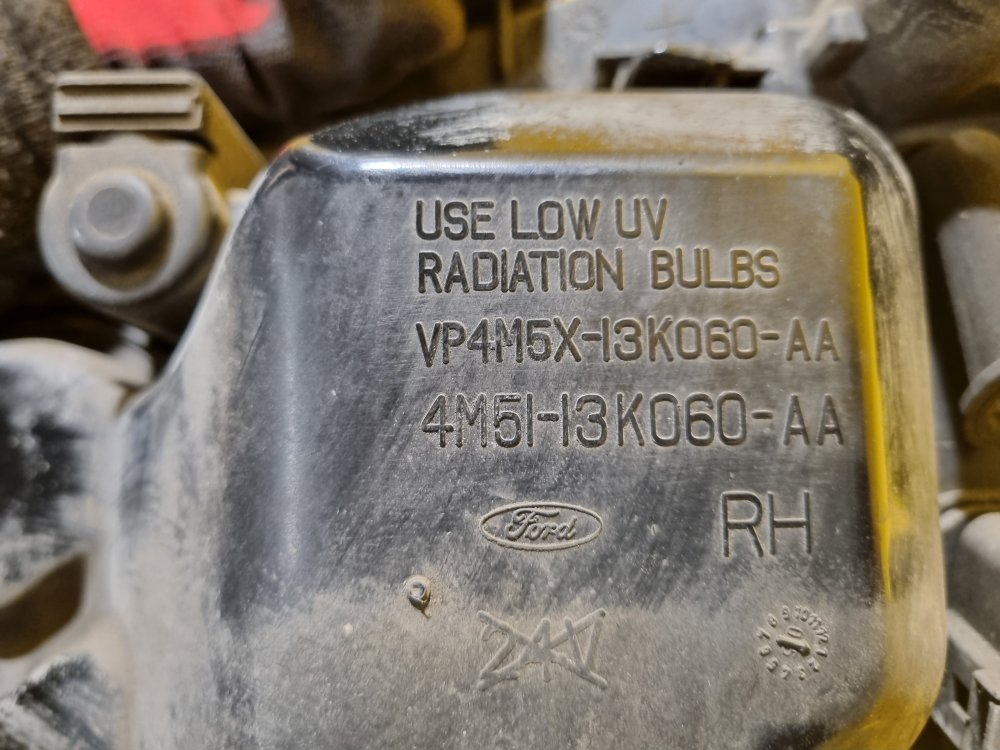 USE LOW UV
RADIATION BULBS
VP4M5X-13K060-AA
4M51-13K060-AA
Ford
RH